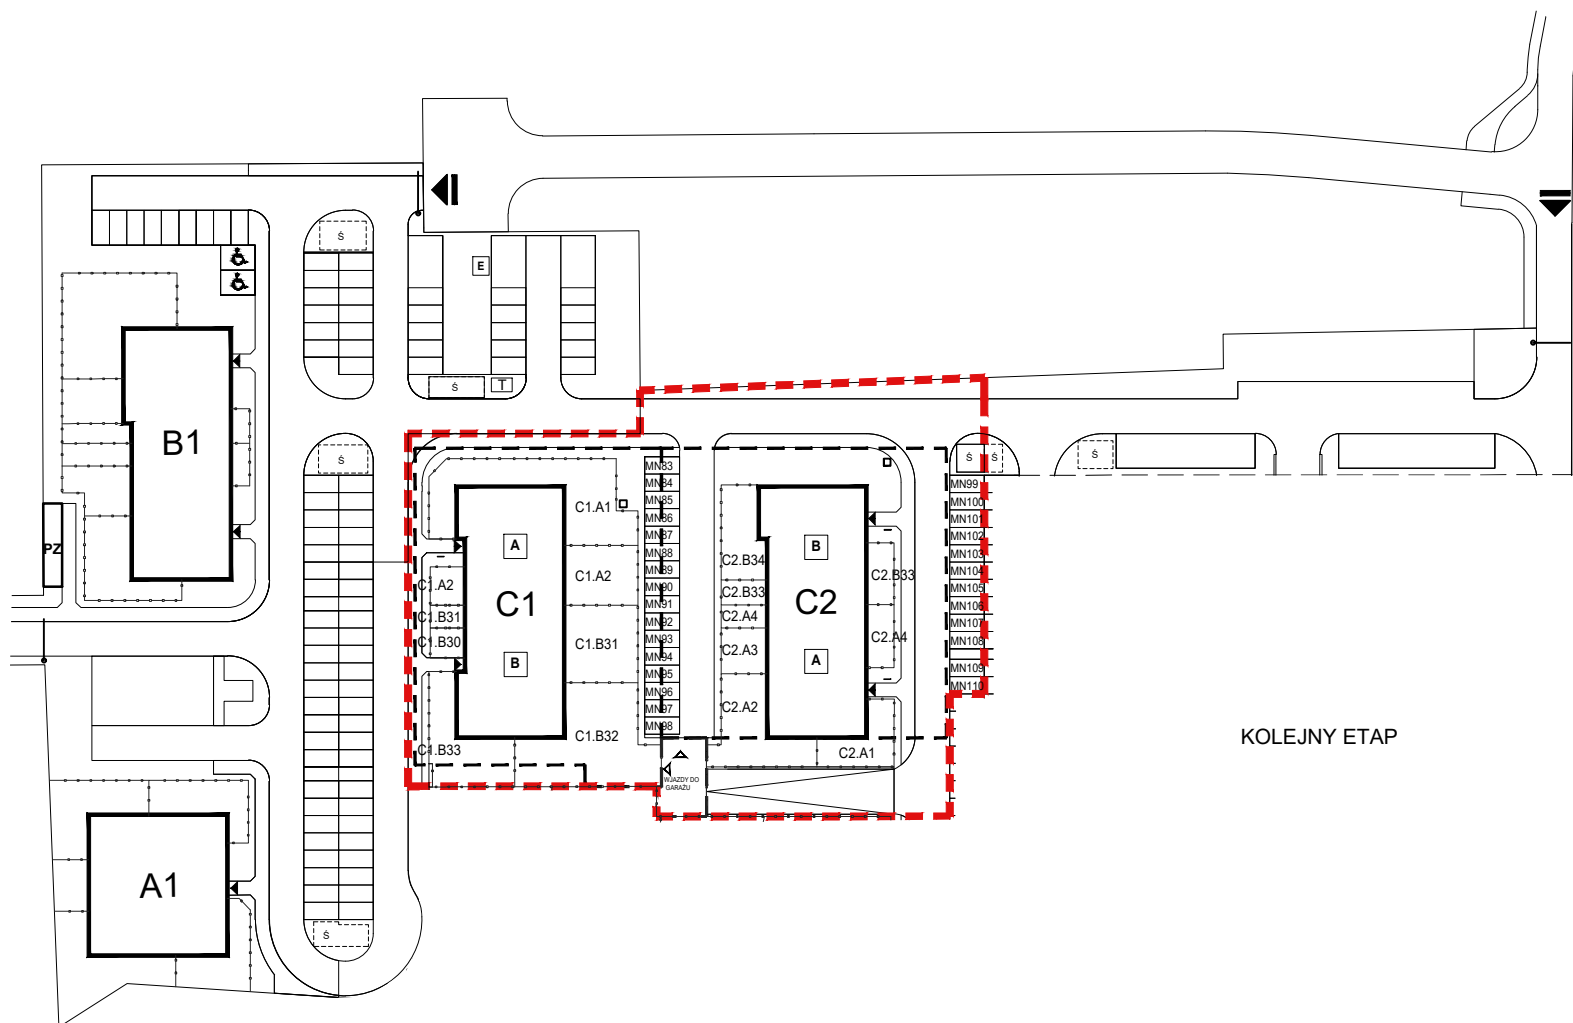 Ś
E
Ś
T
B1
PZ
Ś
A1
Ś
C1.A1
A
C1.A2
C1.A2
C1
C1.B31
C1.B30
C1.B31
B
C1.B32
C1.B33
MN83
MN84
MN85
MN86
MN87
MN88
MN89
MN90
MN91
MN92
MN93
MN94
MN95
MN96
MN97
MN98
WJAZDY DO
GARAŻU
B
C2.B34
C2.B33
C2.B33
C2
C2.A4
C2.A4
C2.A3
A
C2.A2
C2.A1
Ś
Ś
Ś
MN99
MN100
MN101
MN102
MN103
MN104
MN105
MN106
MN107
MN108
MN109
MN110
KOLEJNY ETAP